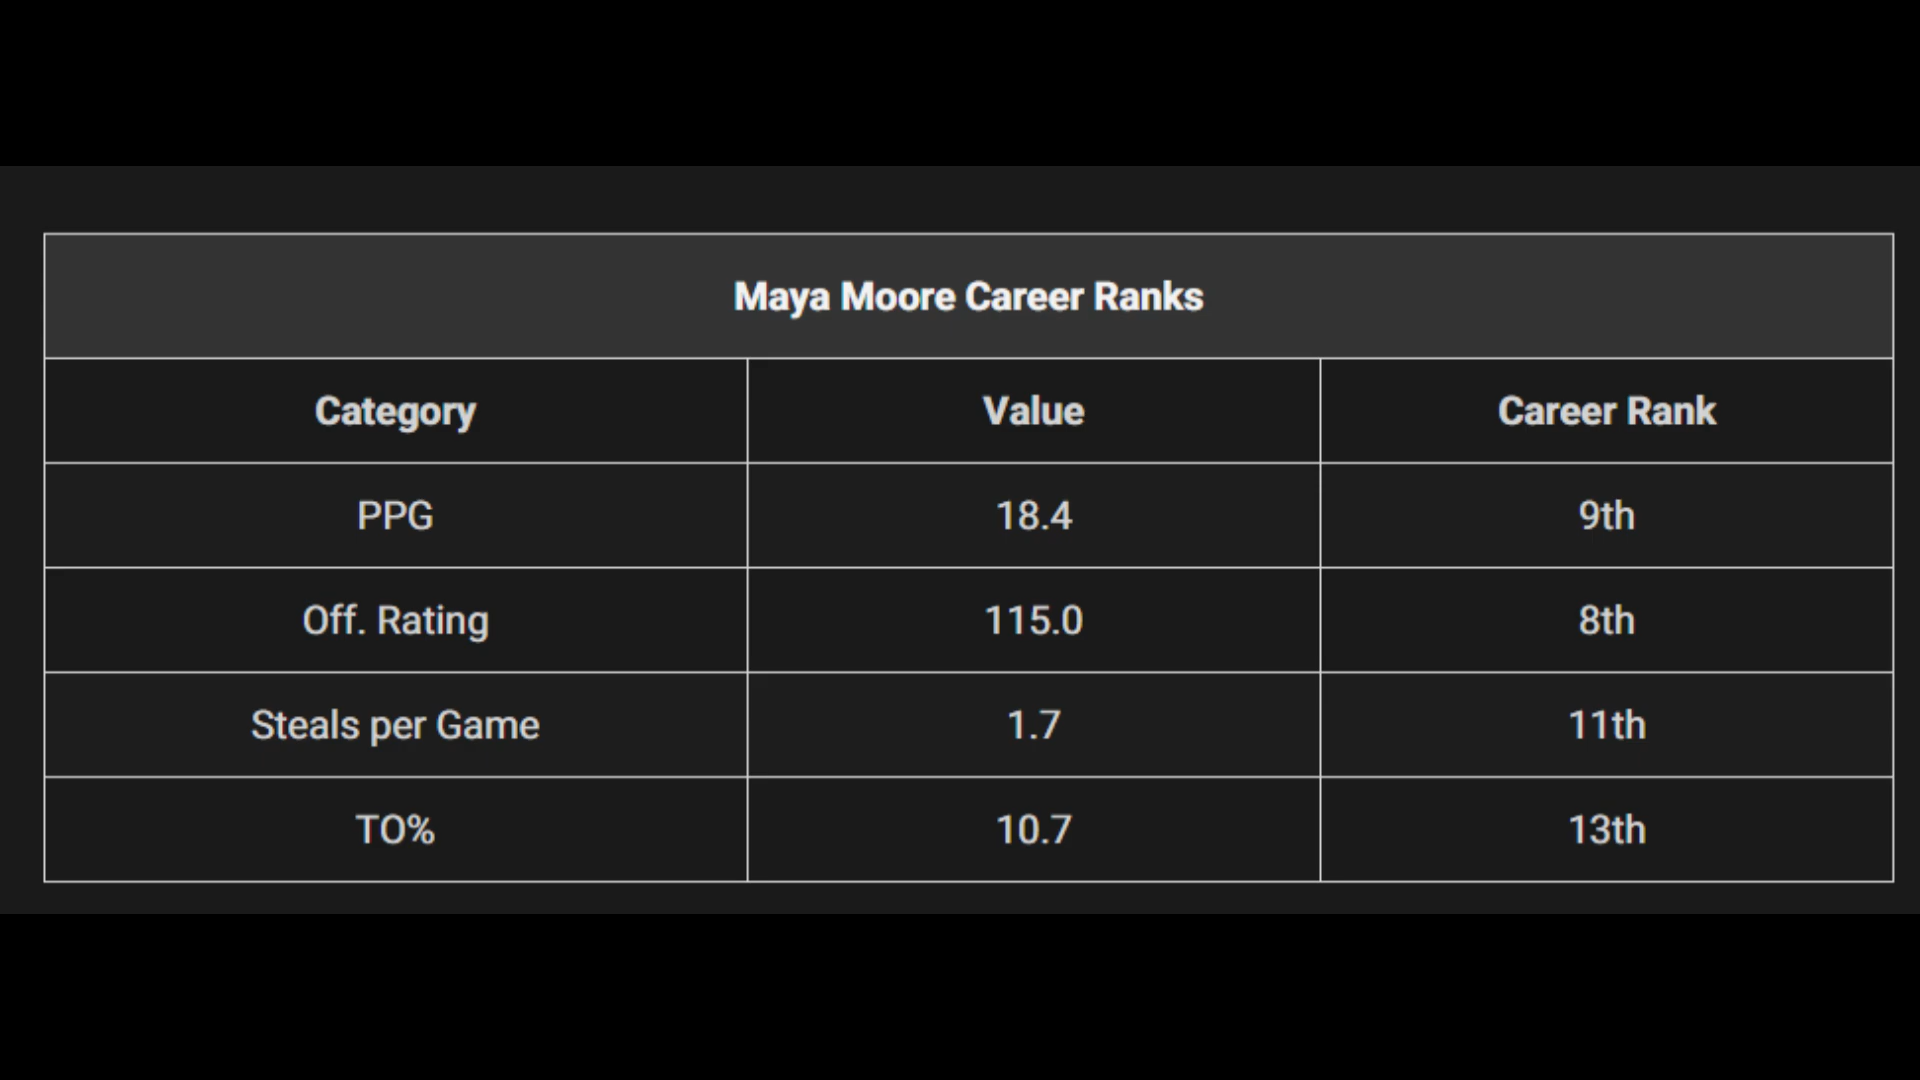 Maya Moore Career Ranks
Category Value Career Rank
PPG 18.4 9th
Off. Rating 115.0 8th
Steals per Game 1.7 11th
TO% 10.7 13th